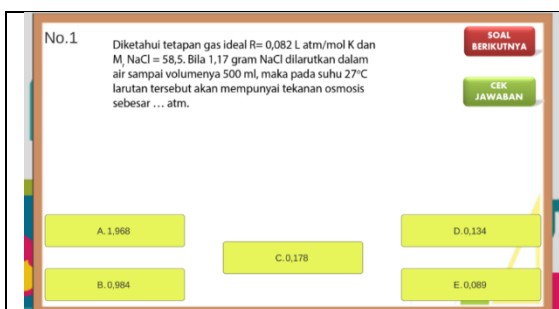 No.1
Diketahui tetapan gas ideal R= 0,082 L atm/mol K dan
Mr NaCl = 58,5. Bila 1,17 gram NaCl dilarutkan dalam
air sampai volumenya 500 ml, maka pada suhu 27°C
larutan tersebut akan mempunyai tekanan osmosis
sebesar … atm.
SOAL
BERIKUTNYA
CEK
JAWABAN
A. 1,968
B. 0,984
C. 0,178
D. 0,134
E. 0,089